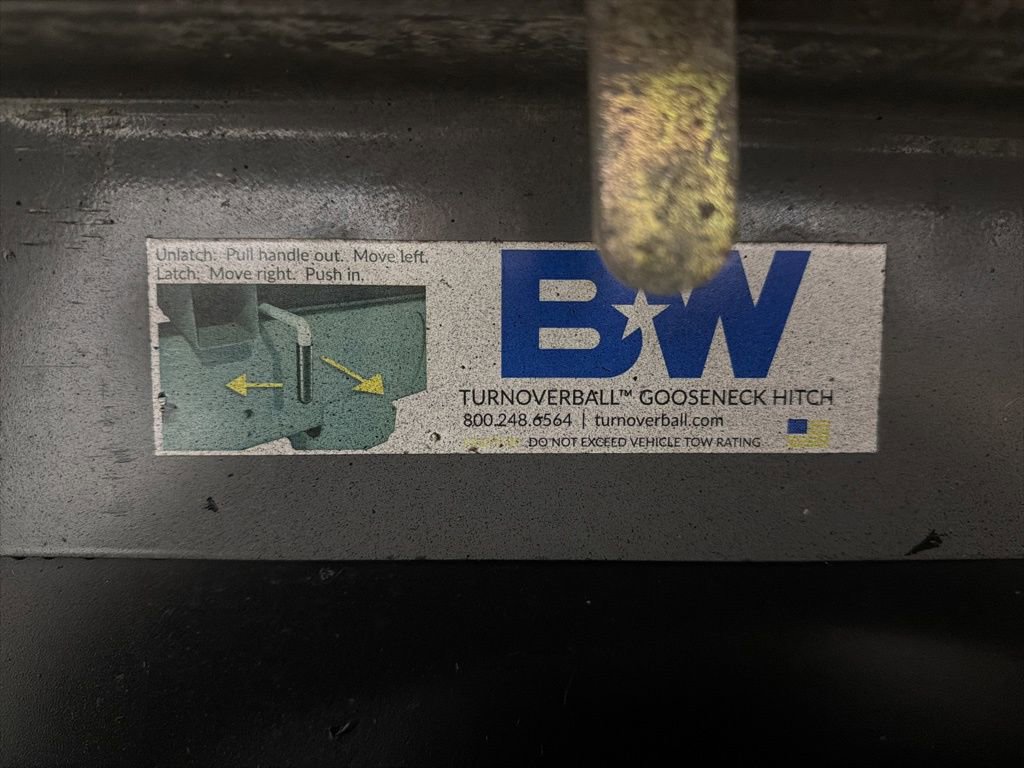 Unlatch: Pull handle out. Move left.
Latch: Move right. Push in.
B W
TURNOVERBALL™ GOOSENECK HITCH
800.248.6564 | turnoverball.com
DO NOT EXCEED VEHICLE TOW RATING